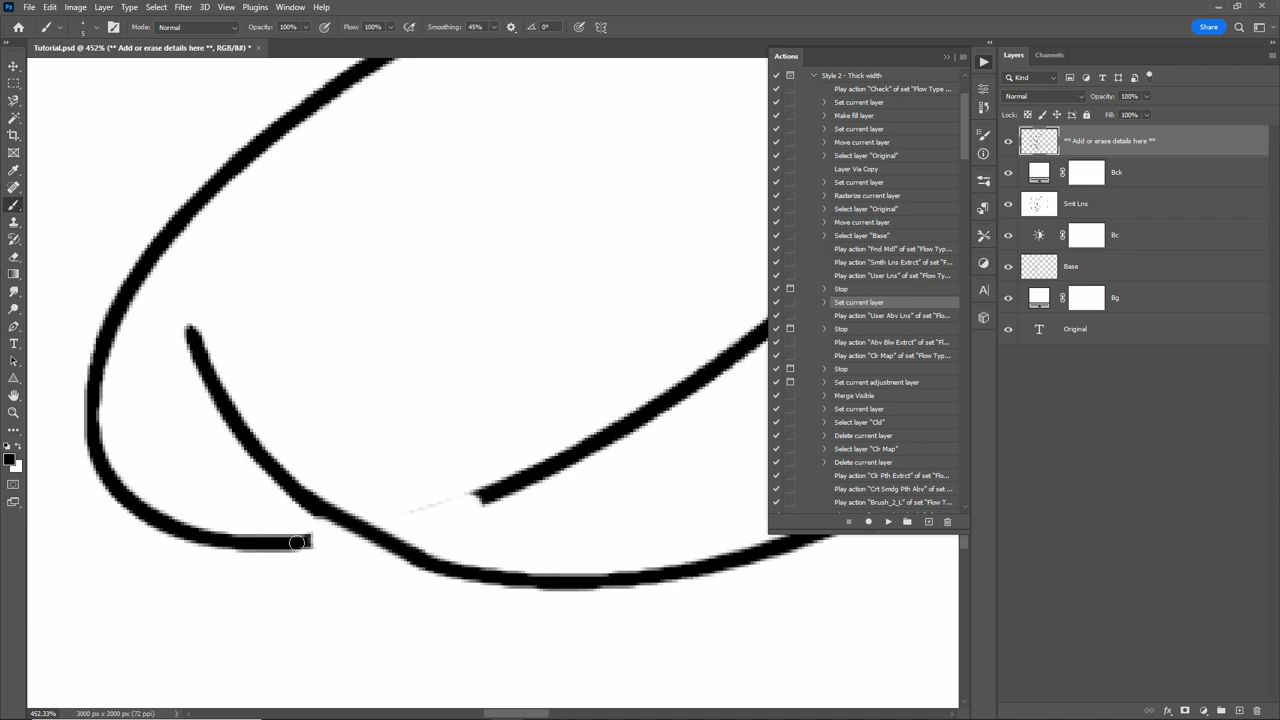 File Edit Image Layer Type Select Filter 3D View Plugins Window Help
5 Mode: Normal Opacity: 100% Flow: 100% Smoothing: 45% 0° Share
Tutorial.psd @ 452% (** Add or erase details here **, RGB/8#) *
Actions
Style 2 - Thick width
Play action "Check" of set "Flow Type ...
Set current layer
Make fill layer
Set current layer
Move current layer
Select layer "Original"
Layer Via Copy
Set current layer
Rasterize current layer
Select layer "Original"
Move current layer
Select layer "Base"
Play action "Fnd Mdl" of set "Flow Typ...
Play action "Smth Lns Extrct" of set "F...
Play action "User Lns" of set "Flow Ty...
Stop
Set current layer
Play action "User Abv Lns" of set "Flo...
Stop
Play action "Abv Blw Extrct" of set "Fl...
Play action "Clr Map" of set "Flow Typ...
Stop
Set current adjustment layer
Merge Visible
Set current layer
Select layer "Cld"
Delete current layer
Select layer "Clr Map"
Delete current layer
Play action "Clr Pth Extrct" of set "Flo...
Play action "Crt Smdg Pth Abv" of set ...
Play action "Brush_2_L" of set "Flow T...
Layers Channels
Kind
Normal Opacity: 100%
Lock: Fill: 100%
** Add or erase details here **
Bck
Smt Lns
Bc
Base
Bg
Original
452.33% 3000 px x 2000 px (72 ppi)